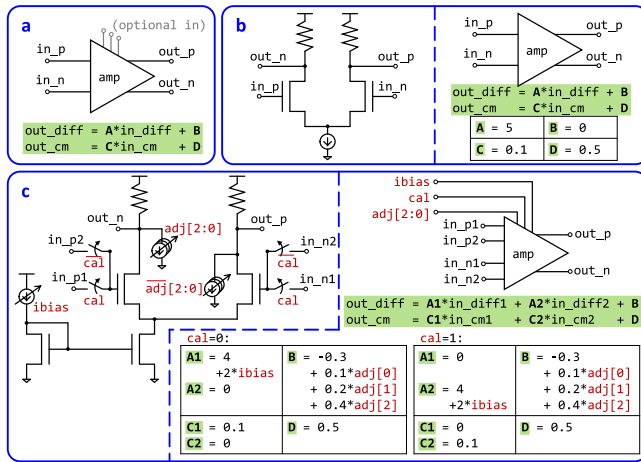 a
(optional in)
in_p
out_p
amp
in_n
out_n
out_diff = A*in_diff + B
out_cm = C*in_cm + D
b
out_n
out_p
in_p
in_n
in_p
out_p
amp
in_n
out_n
out_diff = A*in_diff + B
out_cm = C*in_cm + D
A = 5
B = 0
C = 0.1
D = 0.5
c
out_n
adj[2:0]
out_p
in_p2
cal
in_n2
cal
in_p1
cal
adj[2:0]
in_n1
cal
ibias
ibias
cal
adj[2:0]
in_p1
in_p2
in_n1
in_n2
amp
out_p
out_n
out_diff = A1*in_diff1 + A2*in_diff2 + B
out_cm = C1*in_cm1 + C2*in_cm2 + D
cal=0:
A1 = 4
+2*ibias
A2 = 0
B = -0.3
+ 0.1*adj[0]
+ 0.2*adj[1]
+ 0.4*adj[2]
C1 = 0.1
C2 = 0
D = 0.5
cal=1:
A1 = 0
A2 = 4
+2*ibias
B = -0.3
+ 0.1*adj[0]
+ 0.2*adj[1]
+ 0.4*adj[2]
C1 = 0
C2 = 0.1
D = 0.5